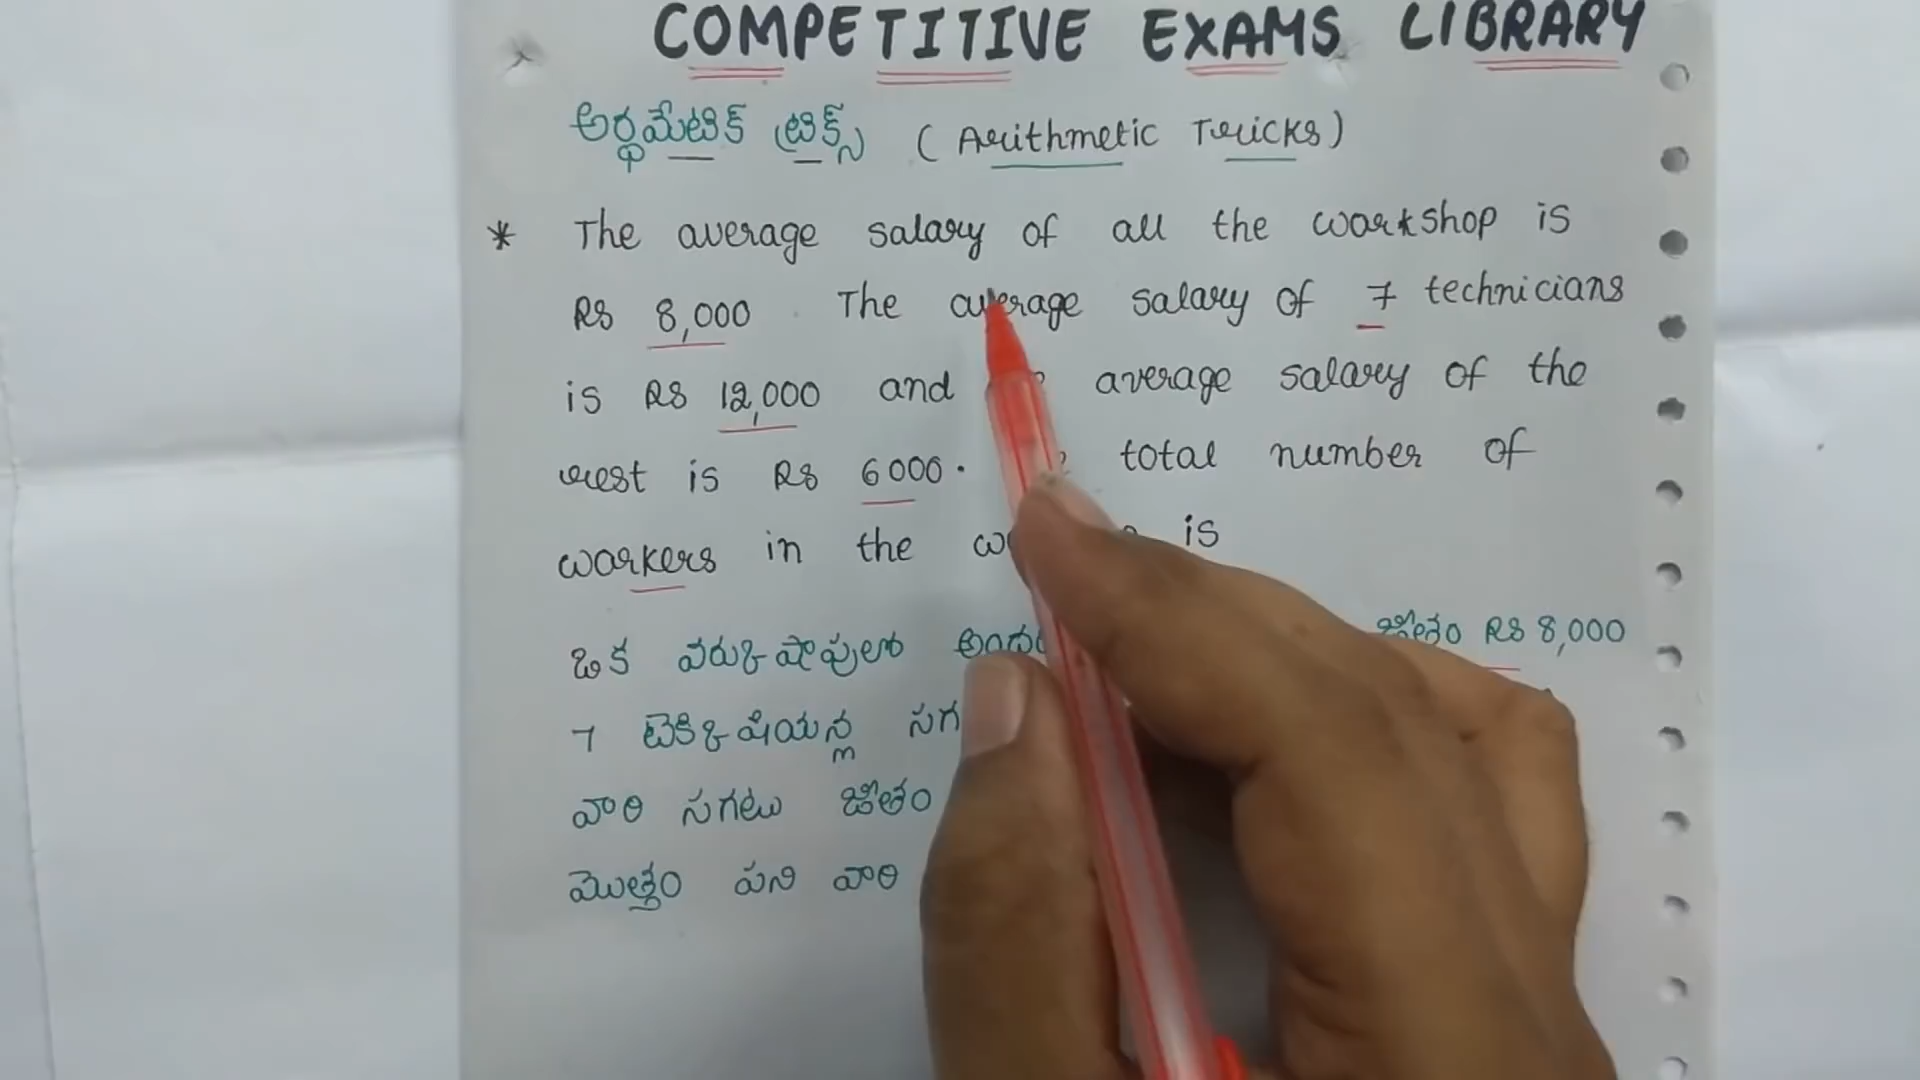 COMPETITIVE EXAMS LIBRARY
అర్థమేటిక్ ట్రిక్స్ (Arithmetic Tricks)
* The average salary of all the workshop is
RS 8,000 The average salary of 7 technicians
is RS 12,000 and average salary of the
rest is RS 6000. total number of
workers in the is
ఒక వర్క్ షాపులో జీతం RS 8,000
7 టెక్నీషియన్ల
వారి సగటు జీతం
మొత్తం పని వారి